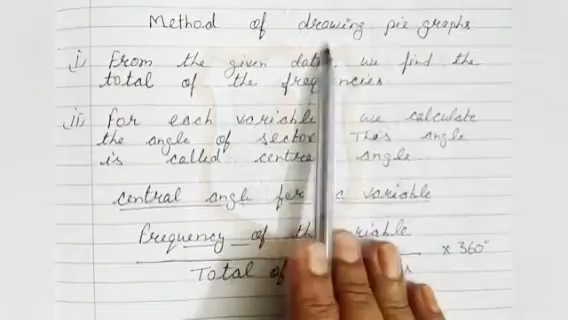 Method of drawing pie graphs
i, From the given data, we find the
total of the frequencies
ii, For each variable we calculate
the angle of sector This angle
is called central angle.
central angle for a variable
Frequency of the variable
Total of × 360°